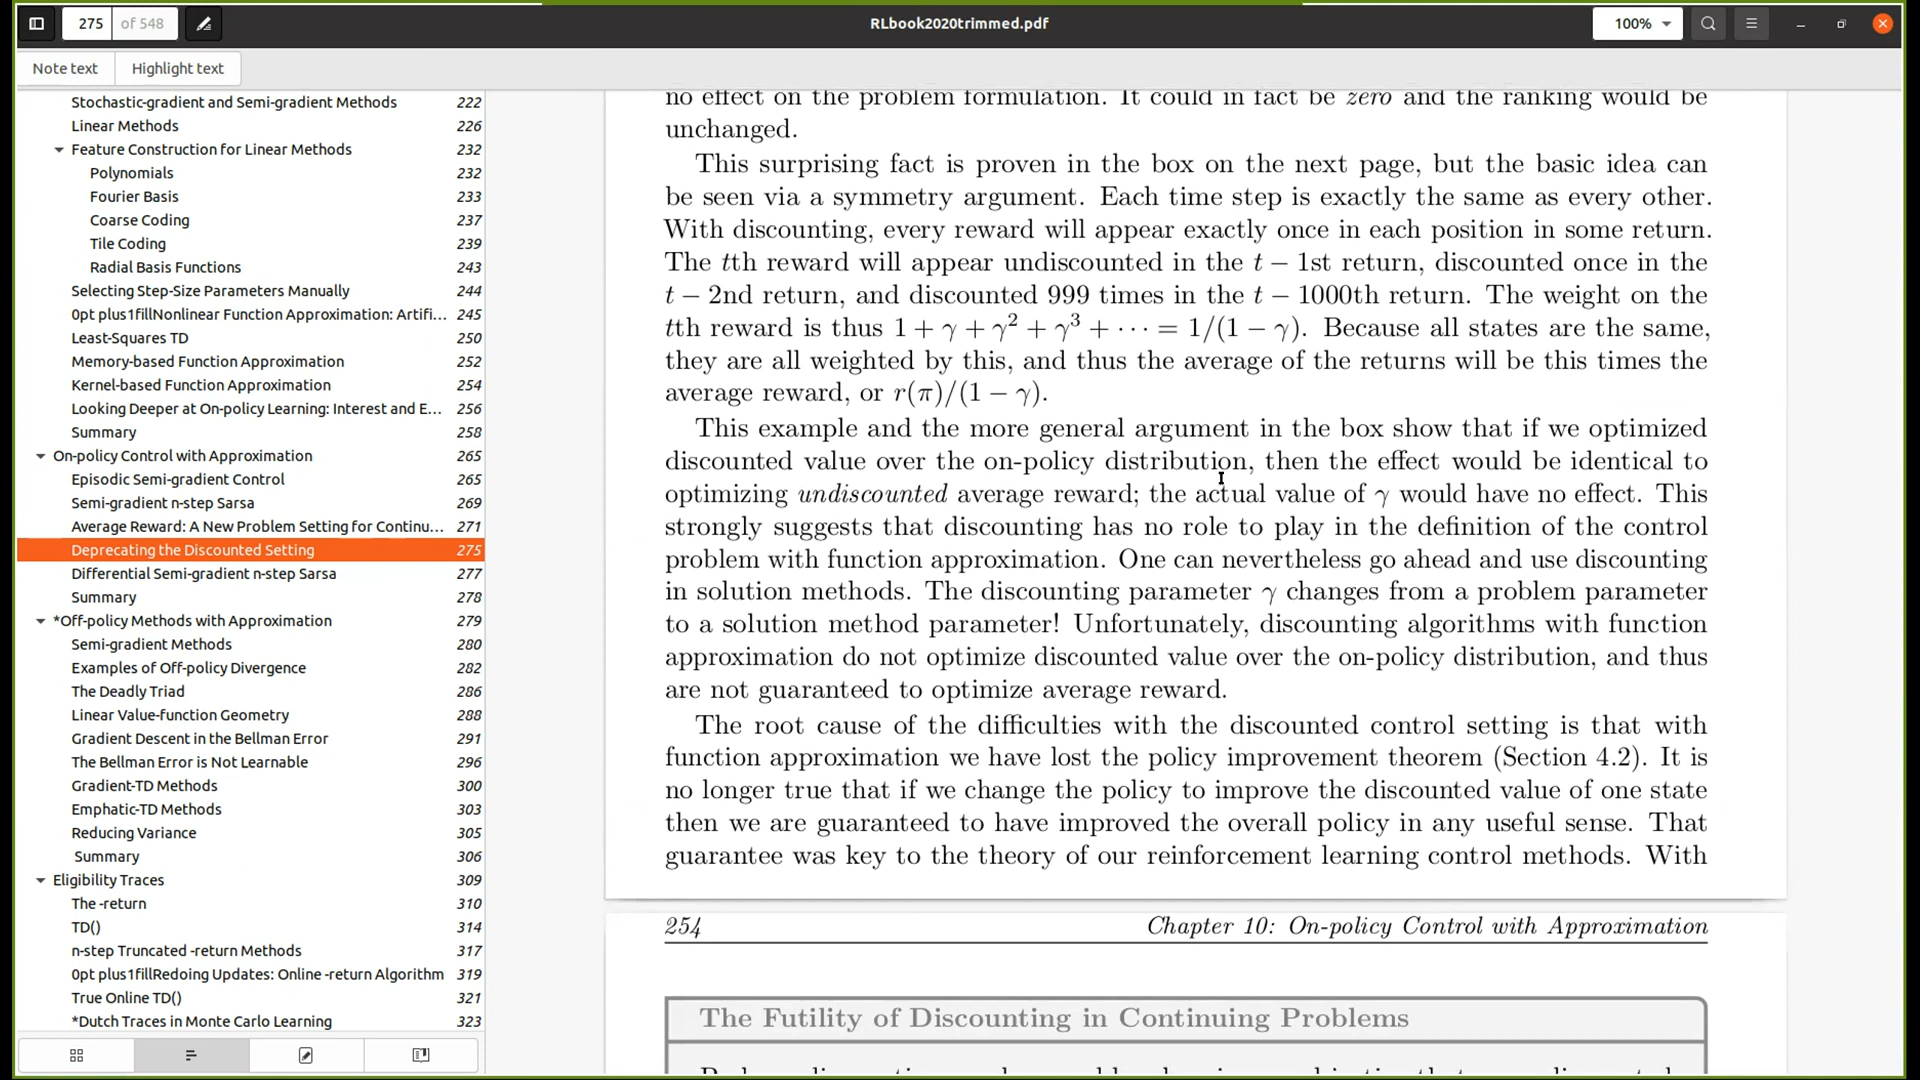 275 of 548
RLbook2020trimmed.pdf
100%
Note text
Highlight text
Stochastic-gradient and Semi-gradient Methods 222
Linear Methods 226
Feature Construction for Linear Methods 232
Polynomials 232
Fourier Basis 233
Coarse Coding 237
Tile Coding 239
Radial Basis Functions 243
Selecting Step-Size Parameters Manually 244
0pt plus1fillNonlinear Function Approximation: Artifi... 245
Least-Squares TD 250
Memory-based Function Approximation 252
Kernel-based Function Approximation 254
Looking Deeper at On-policy Learning: Interest and E... 256
Summary 258
On-policy Control with Approximation 265
Episodic Semi-gradient Control 265
Semi-gradient n-step Sarsa 269
Average Reward: A New Problem Setting for Continu... 271
Deprecating the Discounted Setting 275
Differential Semi-gradient n-step Sarsa 277
Summary 278
*Off-policy Methods with Approximation 279
Semi-gradient Methods 280
Examples of Off-policy Divergence 282
The Deadly Triad 286
Linear Value-function Geometry 288
Gradient Descent in the Bellman Error 291
The Bellman Error is Not Learnable 296
Gradient-TD Methods 300
Emphatic-TD Methods 303
Reducing Variance 305
Summary 306
Eligibility Traces 309
The -return 310
TD() 314
n-step Truncated -return Methods 317
0pt plus1fillRedoing Updates: Online -return Algorithm 319
True Online TD() 321
*Dutch Traces in Monte Carlo Learning 323
no effect on the problem formulation. It could in fact be zero and the ranking would be
unchanged.
This surprising fact is proven in the box on the next page, but the basic idea can
be seen via a symmetry argument. Each time step is exactly the same as every other.
With discounting, every reward will appear exactly once in each position in some return.
The tth reward will appear undiscounted in the t − 1st return, discounted once in the
t − 2nd return, and discounted 999 times in the t − 1000th return. The weight on the
tth reward is thus 1 + γ + γ² + γ³ + ⋯ = 1/(1 − γ). Because all states are the same,
they are all weighted by this, and thus the average of the returns will be this times the
average reward, or r(π)/(1 − γ).
This example and the more general argument in the box show that if we optimized
discounted value over the on-policy distribution, then the effect would be identical to
optimizing undiscounted average reward; the actual value of γ would have no effect. This
strongly suggests that discounting has no role to play in the definition of the control
problem with function approximation. One can nevertheless go ahead and use discounting
in solution methods. The discounting parameter γ changes from a problem parameter
to a solution method parameter! Unfortunately, discounting algorithms with function
approximation do not optimize discounted value over the on-policy distribution, and thus
are not guaranteed to optimize average reward.
The root cause of the difficulties with the discounted control setting is that with
function approximation we have lost the policy improvement theorem (Section 4.2). It is
no longer true that if we change the policy to improve the discounted value of one state
then we are guaranteed to have improved the overall policy in any useful sense. That
guarantee was key to the theory of our reinforcement learning control methods. With
254 Chapter 10: On-policy Control with Approximation
The Futility of Discounting in Continuing Problems